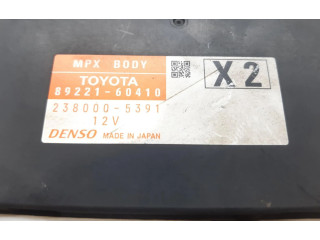 MPX BODY
TOYOTA
89221-60410
X2
238000-5391
12V
DENSO MADE IN JAPAN